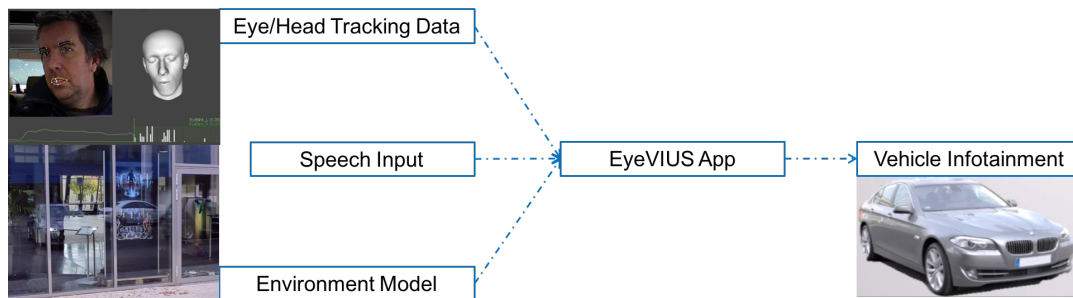 Eye/Head Tracking Data
Speech Input
EyeVIUS App
Vehicle Infotainment
Environment Model